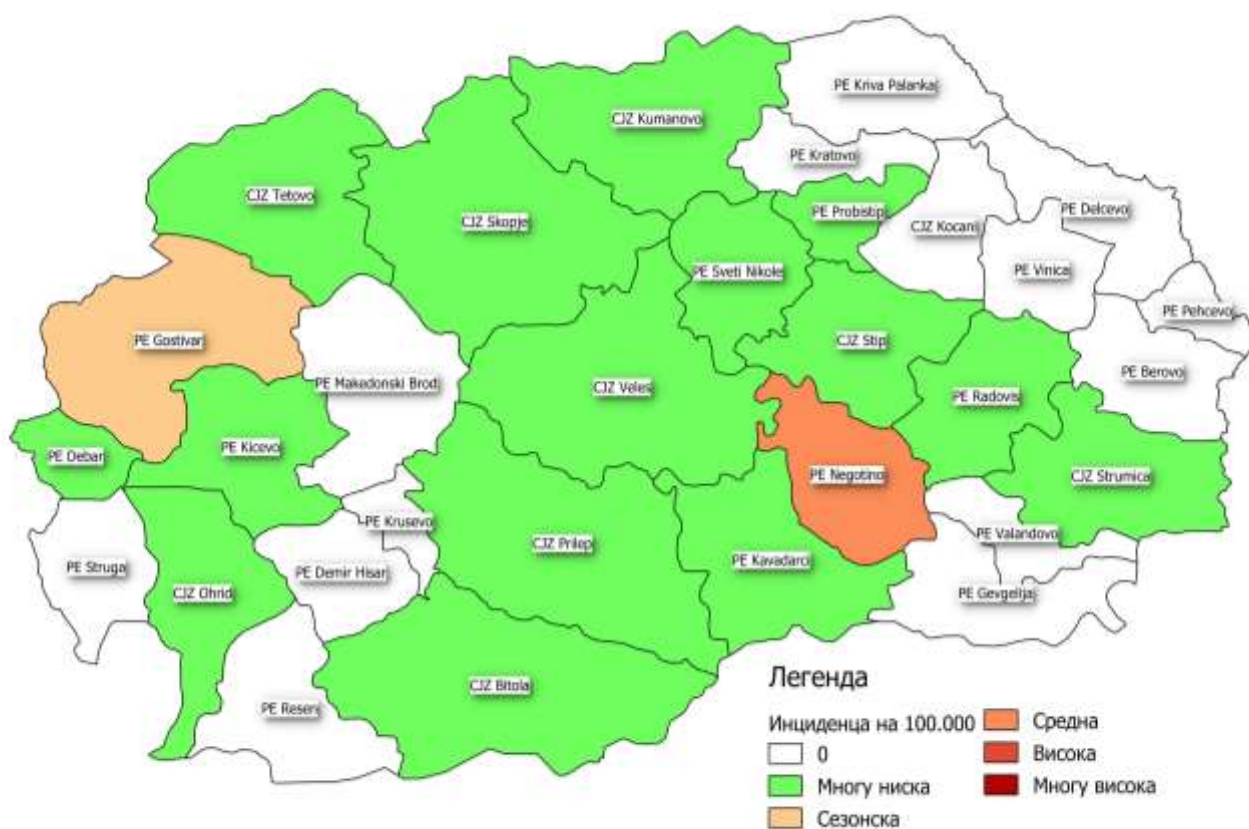 PE Kriva Palanka
CJZ Kumanovo
PE Kratovo
CJZ Tetovo
PE Probistip
PE Delcevo
CJZ Skopje
CJZ Kocani
PE Sveti Nikole
PE Vinica
PE Pehcevo
PE Gostivar
CJZ Stip
PE Berovo
PE Makedonski Brod
CJZ Veles
PE Radovis
PE Debar
PE Kicevo
PE Negotino
CJZ Strumica
PE Krusevo
PE Valandovo
CJZ Prilep
PE Kavadarci
PE Struga
PE Demir Hisar
CJZ Ohrid
PE Gevgelija
CJZ Bitola
PE Resen
Легенда
Инциденца на 100.000
0
Многу ниска
Сезонска
Средна
Висока
Многу висока